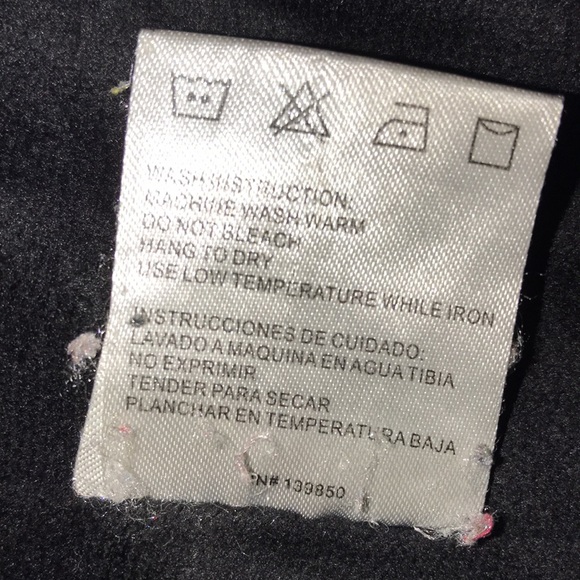 WASH INSTRUCTION:
MACHINE WASH WARM
DO NOT BLEACH
HANG TO DRY
USE LOW TEMPERATURE WHILE IRON
INSTRUCCIONES DE CUIDADO:
LAVADO A MAQUINA EN AGUA TIBIA
NO EXPRIMIR
TENDER PARA SECAR
PLANCHAR EN TEMPERATURA BAJA
N# 139850